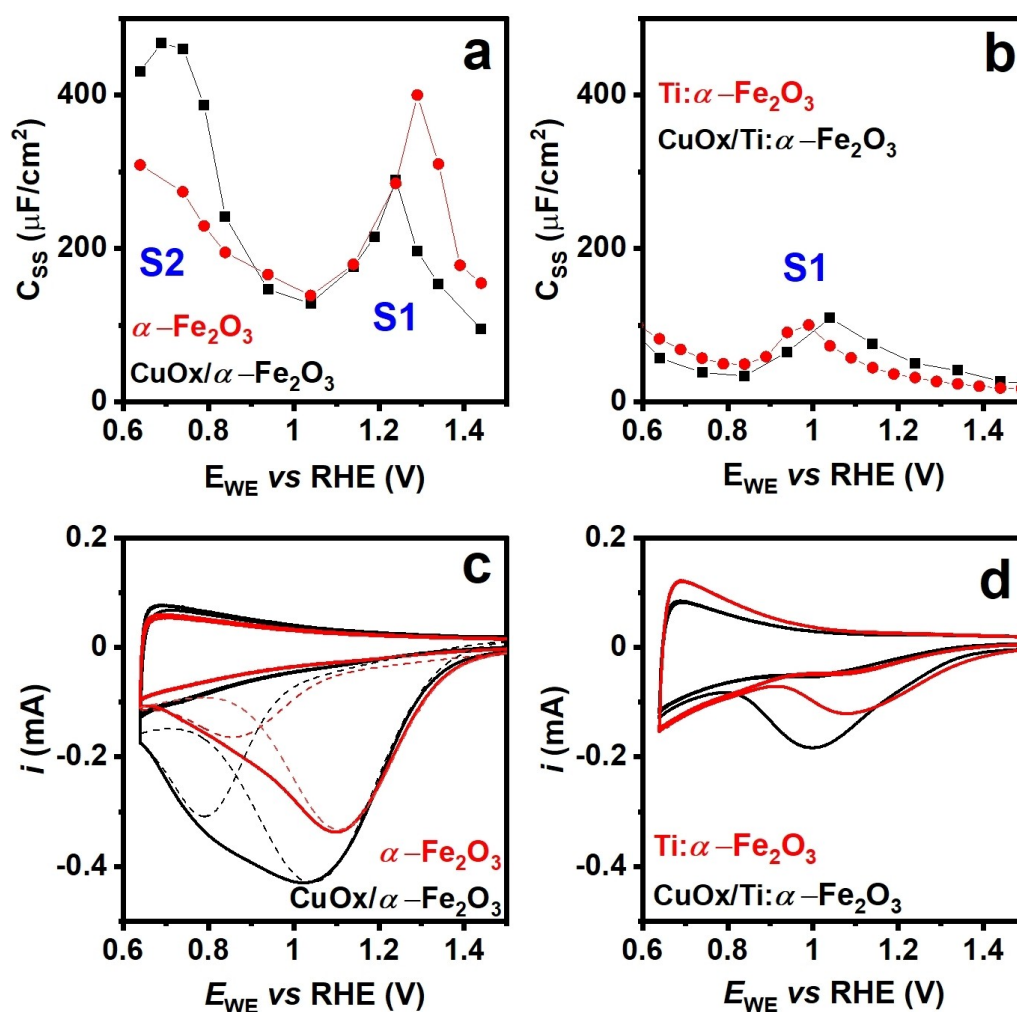 a
C_SS (μF/cm²)
400
200
0
S2
S1
α–Fe₂O₃
CuOx/α–Fe₂O₃
0.6 0.8 1 1.2 1.4
E_WE vs RHE (V)
b
C_SS (μF/cm²)
400
200
0
Ti:α–Fe₂O₃
CuOx/Ti:α–Fe₂O₃
S1
0.6 0.8 1 1.2 1.4
E_WE vs RHE (V)
c
i (mA)
0.2
0
-0.2
-0.4
α–Fe₂O₃
CuOx/α–Fe₂O₃
0.6 0.8 1 1.2 1.4
E_WE vs RHE (V)
d
i (mA)
0.2
0
-0.2
-0.4
Ti:α–Fe₂O₃
CuOx/Ti:α–Fe₂O₃
0.6 0.8 1 1.2 1.4
E_WE vs RHE (V)